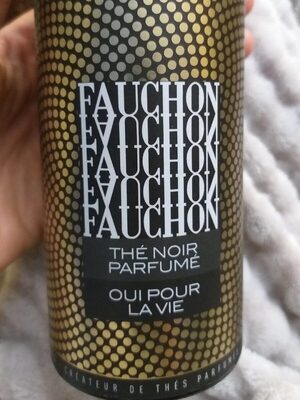 FAUCHON
FAUCHON
FAUCHON
FAUCHON
FAUCHON
THÉ NOIR
PARFUMÉ
OUI POUR
LA VIE
CRÉATEUR DE THÉS PARFUMÉS